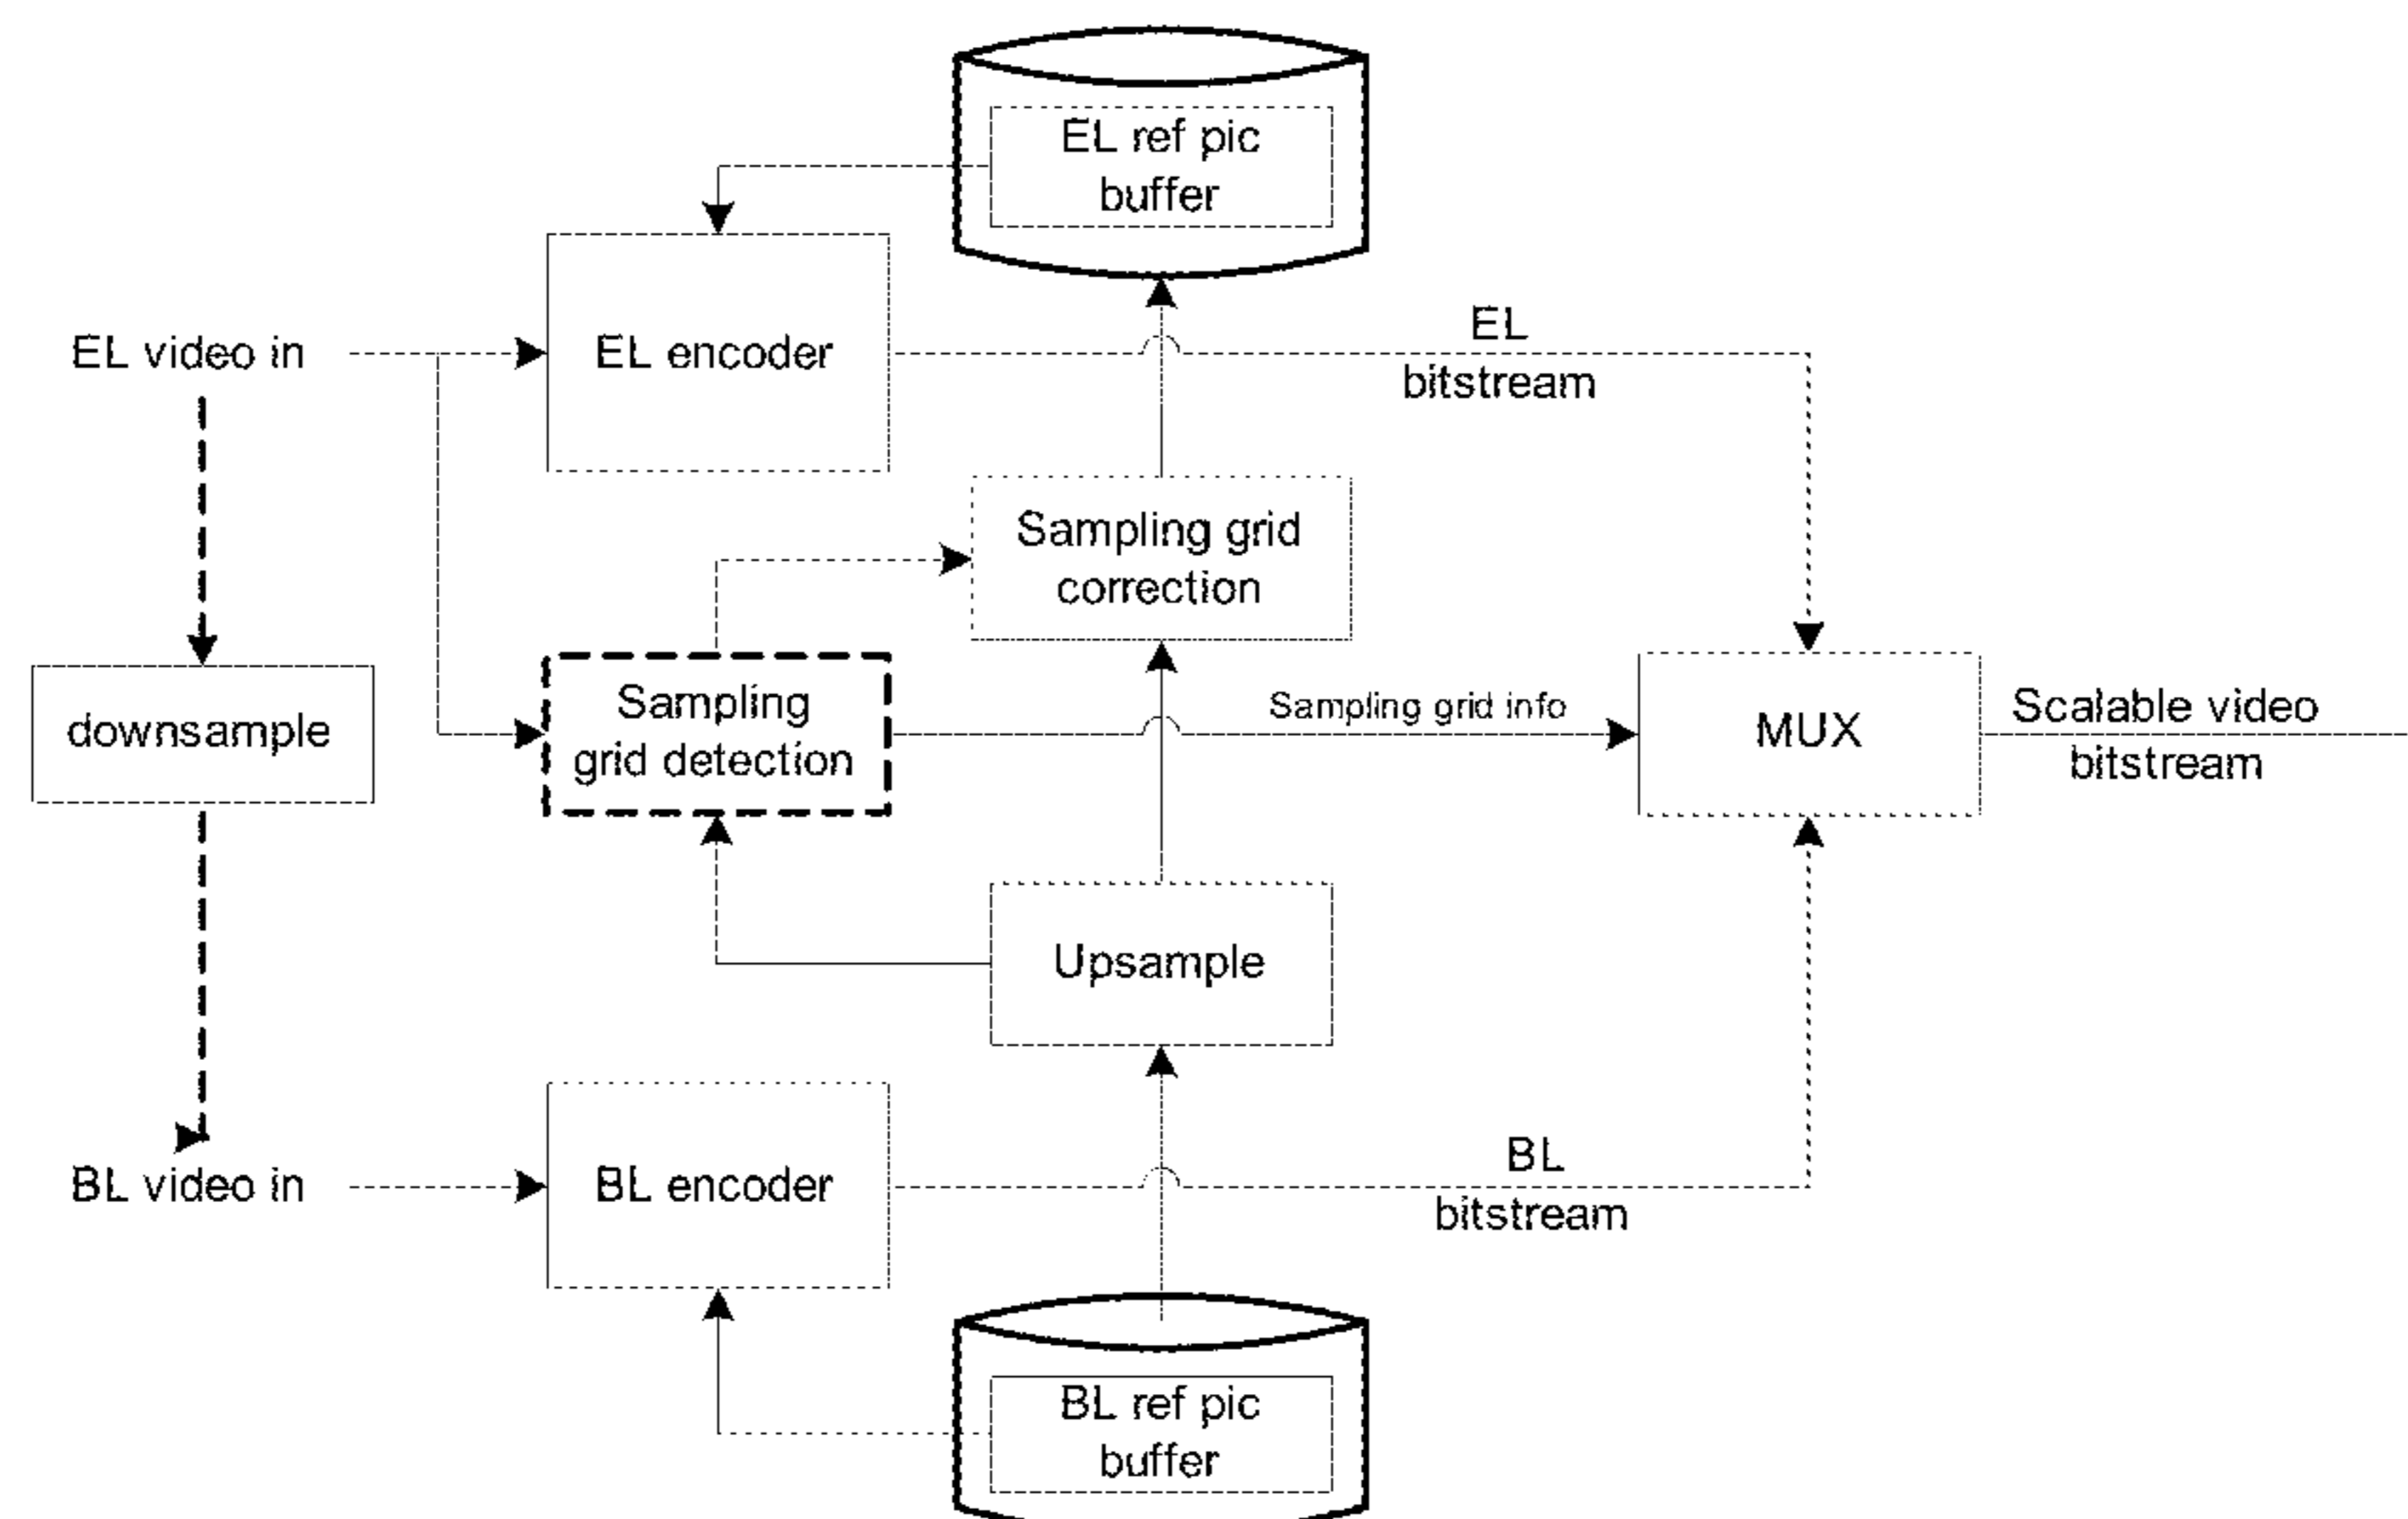 EL ref pic
buffer
EL video in
EL encoder
EL
bitstream
Sampling grid
correction
downsample
Sampling
grid detection
Sampling grid info
MUX
Scalable video
bitstream
Upsample
BL video in
BL encoder
BL
bitstream
BL ref pic
buffer